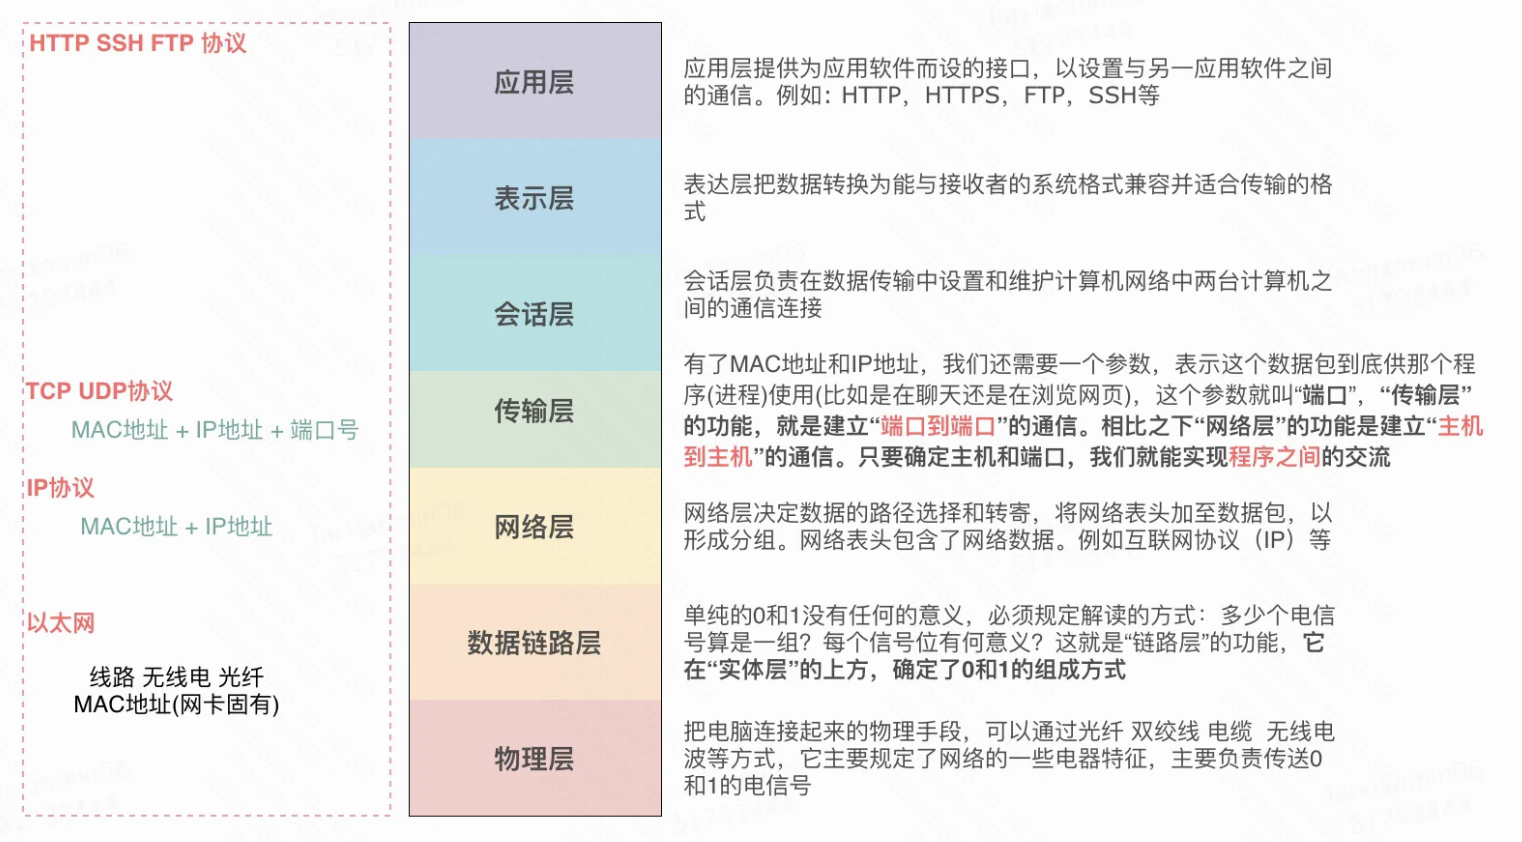 HTTP SSH FTP 协议
应用层
应用层提供为应用软件而设的接口，以设置与另一应用软件之间
的通信。例如：HTTP，HTTPS，FTP，SSH等
表示层
表达层把数据转换为能与接收者的系统格式兼容并适合传输的格
式
会话层
会话层负责在数据传输中设置和维护计算机网络中两台计算机之
间的通信连接
TCP UDP协议
MAC地址 + IP地址 + 端口号
传输层
有了MAC地址和IP地址，我们还需要一个参数，表示这个数据包到底供那个程
序(进程)使用(比如是在聊天还是在浏览网页)，这个参数就叫“端口”，“传输层”
的功能，就是建立“端口到端口”的通信。相比之下“网络层”的功能是建立“主机
到主机”的通信。只要确定主机和端口，我们就能实现程序之间的交流
IP协议
MAC地址 + IP地址
网络层
网络层决定数据的路径选择和转寄，将网络表头加至数据包，以
形成分组。网络表头包含了网络数据。例如互联网协议（IP）等
以太网
线路 无线电 光纤
MAC地址(网卡固有)
数据链路层
单纯的0和1没有任何的意义，必须规定解读的方式：多少个电信
号算是一组？每个信号位有何意义？这就是“链路层”的功能，它
在“实体层”的上方，确定了0和1的组成方式
物理层
把电脑连接起来的物理手段，可以通过光纤 双绞线 电缆 无线电
波等方式，它主要规定了网络的一些电器特征，主要负责传送0
和1的电信号